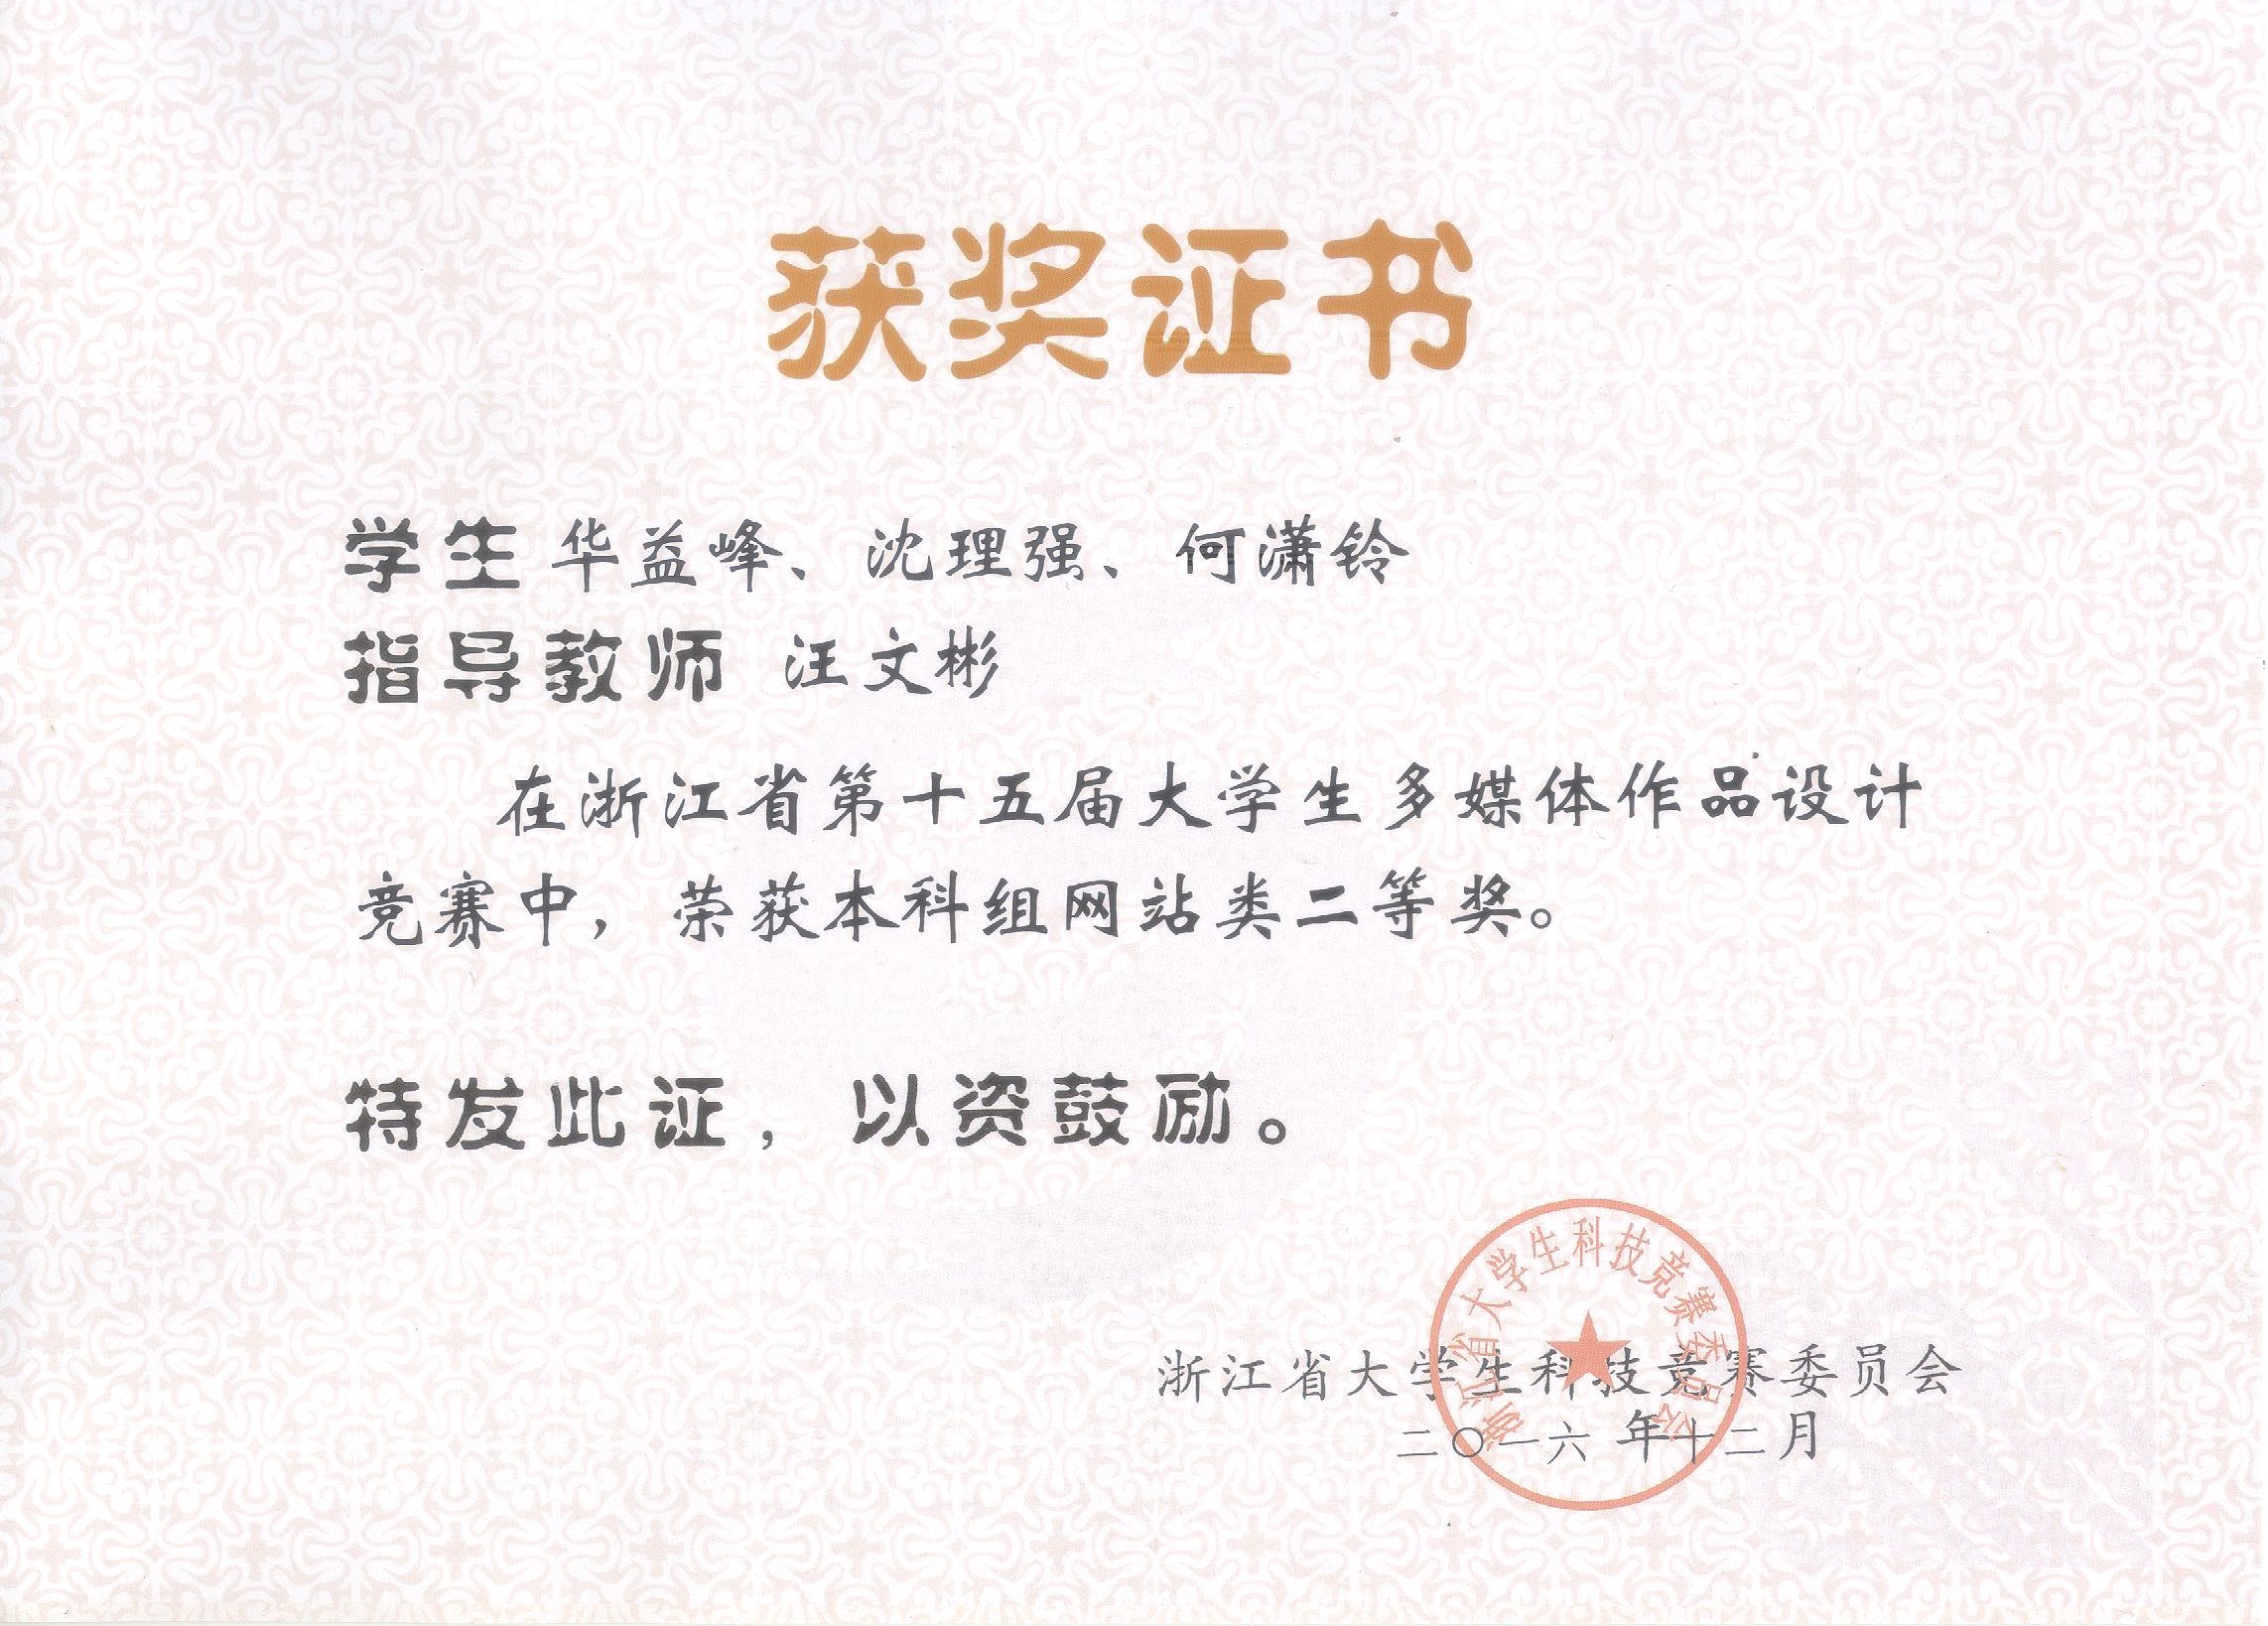 获奖证书
学生 华益峰、沈理强、何潇铃
指导教师 汪文彬
在浙江省第十五届大学生多媒体作品设计
竞赛中，荣获本科组网站类二等奖。
特发此证，以资鼓励。
浙江省大学生科技竞赛委员会
浙江省大学生科技竞赛委员会
二〇一六 年十二月